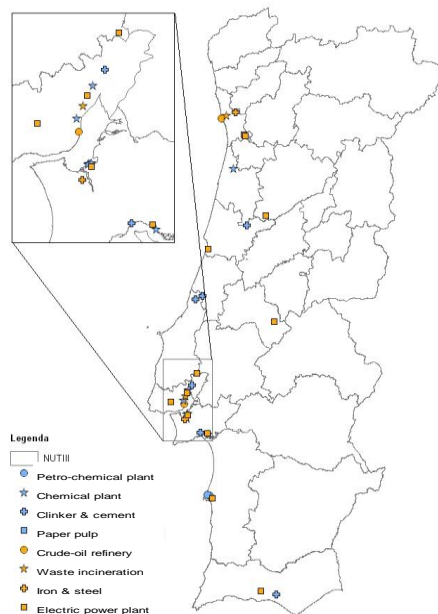 Legenda
NUTIII
Petro-chemical plant
Chemical plant
Clinker & cement
Paper pulp
Crude-oil refinery
Waste incineration
Iron & steel
Electric power plant